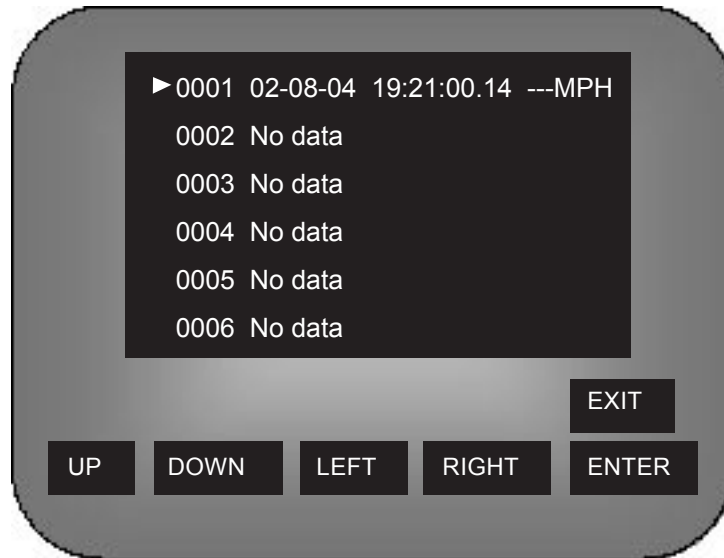 ►0001 02-08-04 19:21:00.14 ---MPH
0002 No data
0003 No data
0004 No data
0005 No data
0006 No data
EXIT
UP DOWN LEFT RIGHT ENTER